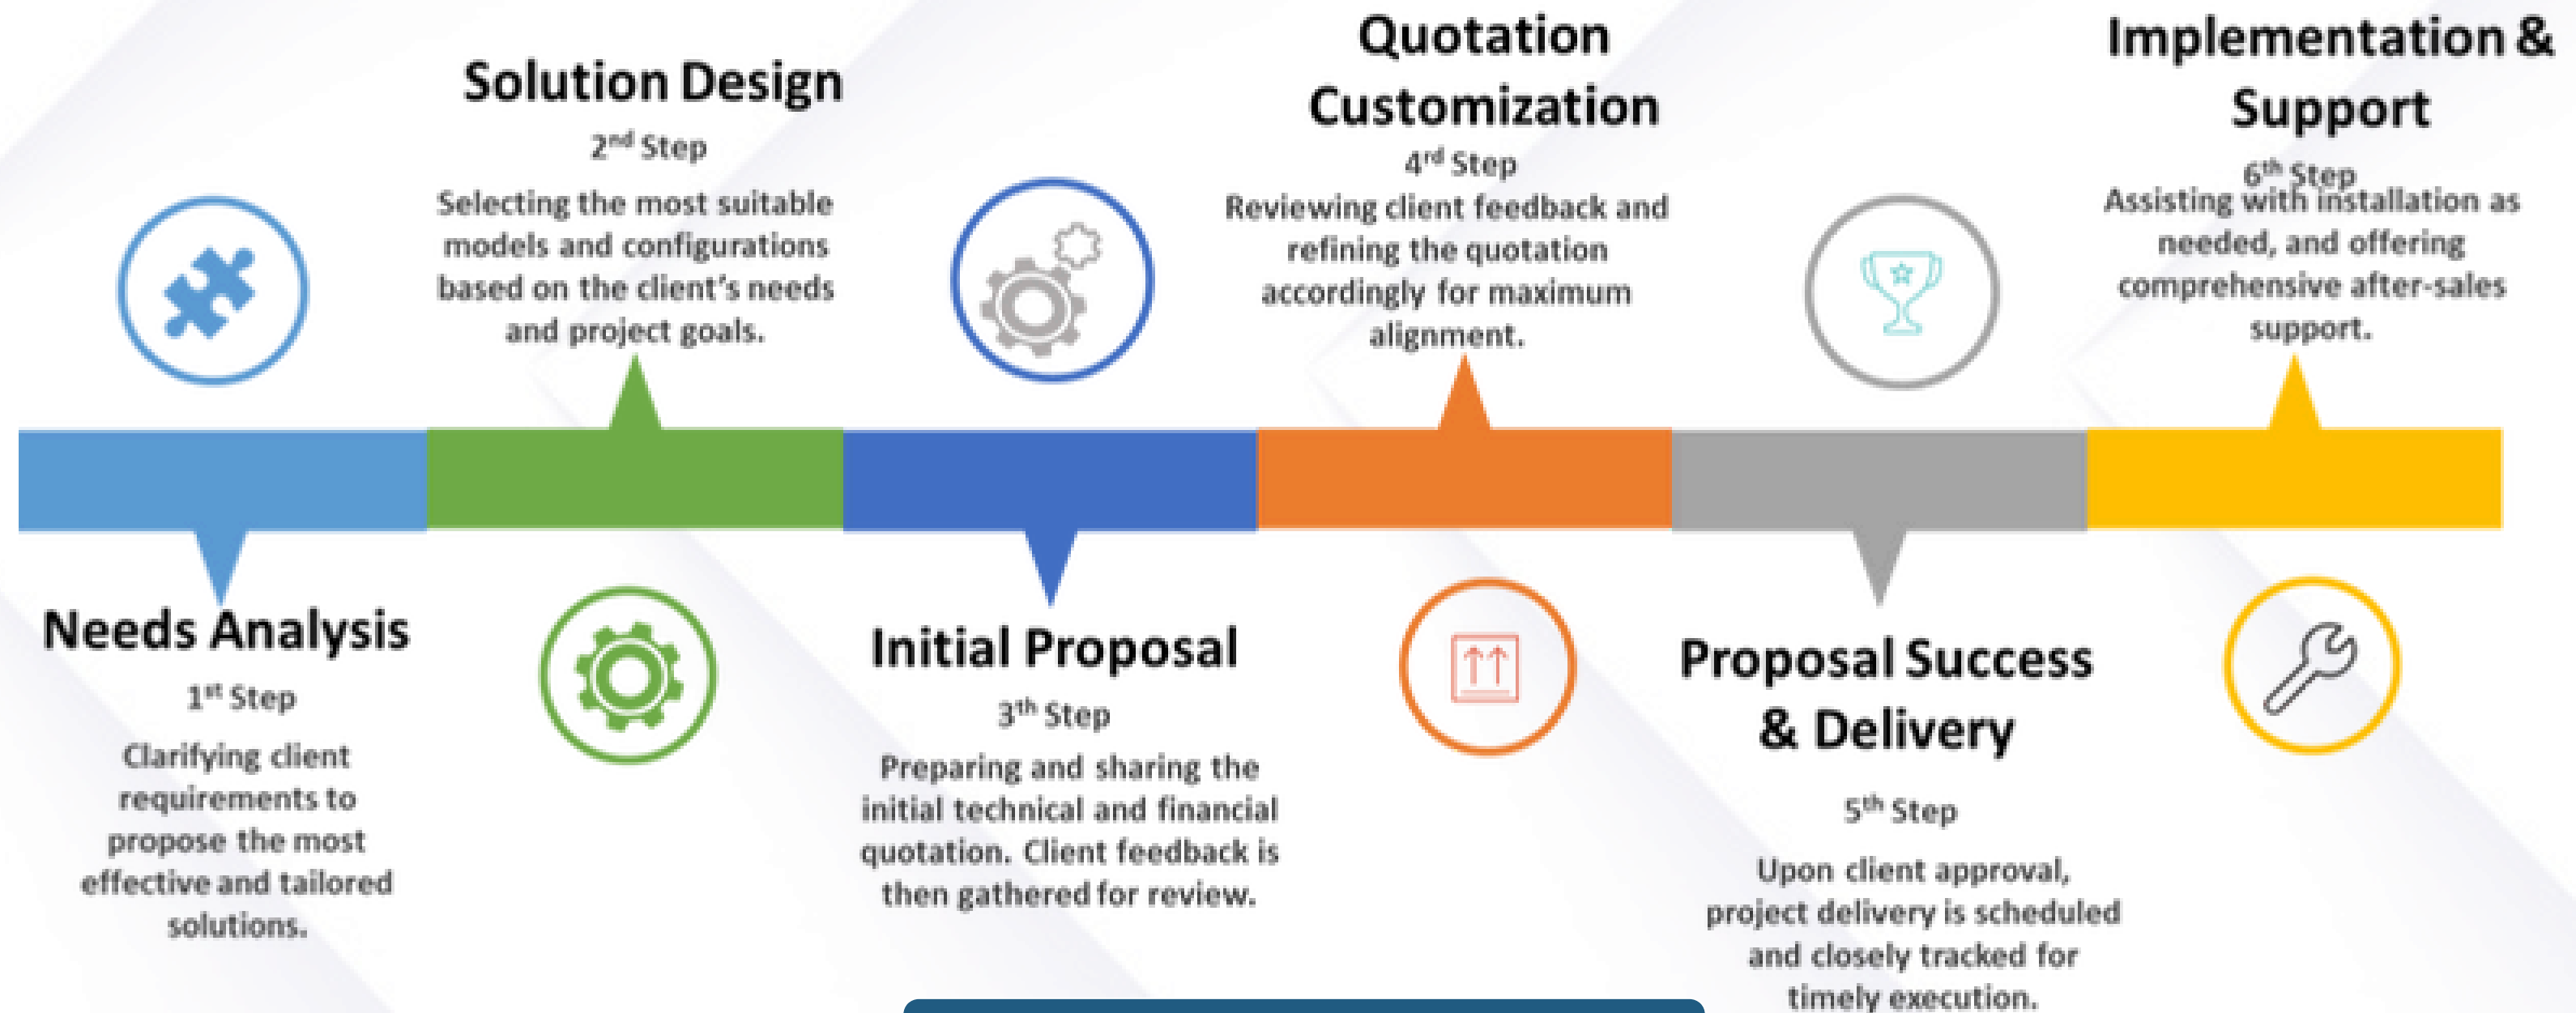 Needs Analysis
1st Step
Clarifying client
requirements to
propose the most
effective and tailored
solutions.
Solution Design
2nd Step
Selecting the most suitable
models and configurations
based on the client's needs
and project goals.
Initial Proposal
3th Step
Preparing and sharing the
initial technical and financial
quotation. Client feedback is
then gathered for review.
Quotation
Customization
4rd Step
Reviewing client feedback and
refining the quotation
accordingly for maximum
alignment.
Proposal Success
& Delivery
5th Step
Upon client approval,
project delivery is scheduled
and closely tracked for
timely execution.
Implementation &
Support
6th Step
Assisting with installation as
needed, and offering
comprehensive after-sales
support.